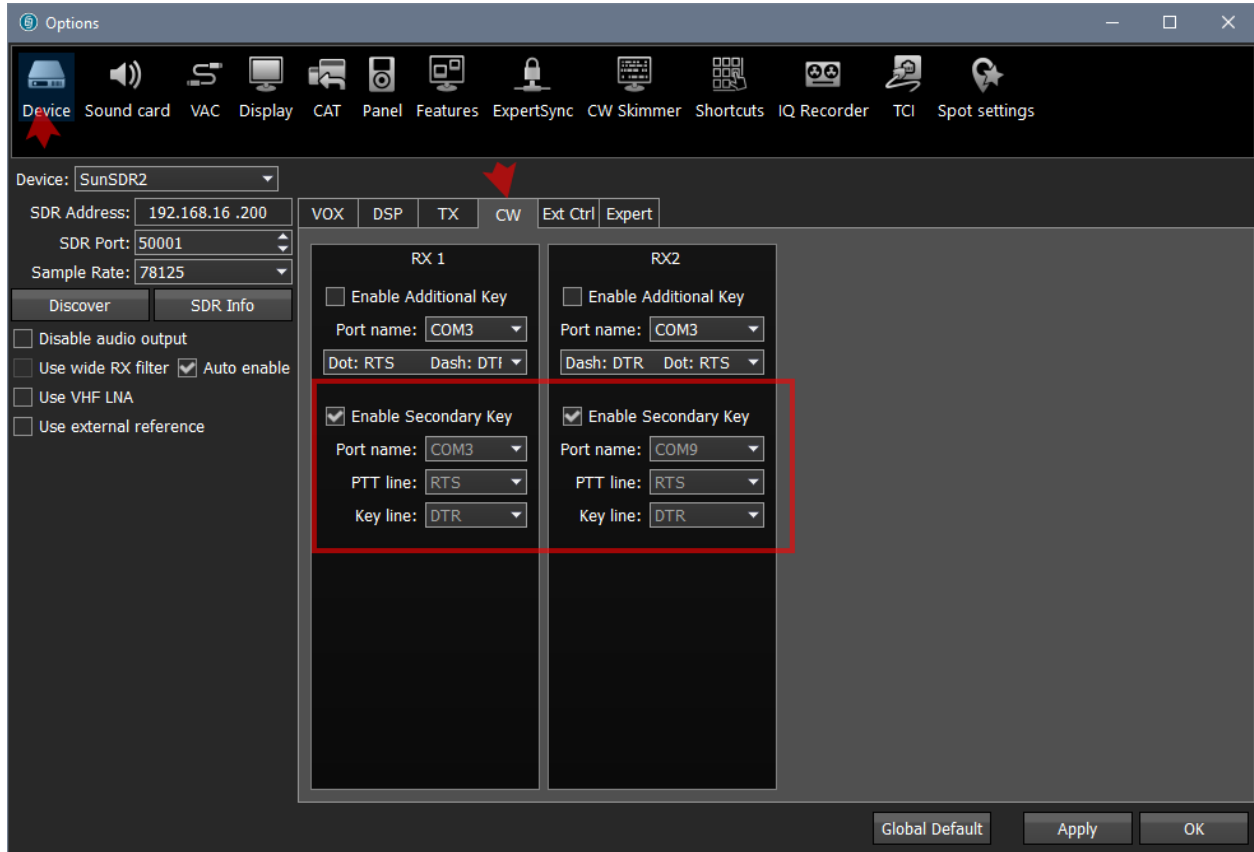 Options
Device Sound card VAC Display CAT Panel Features ExpertSync CW Skimmer Shortcuts IQ Recorder TCI Spot settings
Device: SunSDR2
SDR Address: 192.168.16 .200
SDR Port: 50001
Sample Rate: 78125
Discover SDR Info
Disable audio output
Use wide RX filter Auto enable
Use VHF LNA
Use external reference
VOX DSP TX CW Ext Ctrl Expert
RX 1
Enable Additional Key
Port name: COM3
Dot: RTS Dash: DTF
Enable Secondary Key
Port name: COM3
PTT line: RTS
Key line: DTR
RX2
Enable Additional Key
Port name: COM3
Dash: DTR Dot: RTS
Enable Secondary Key
Port name: COM9
PTT line: RTS
Key line: DTR
Global Default Apply OK